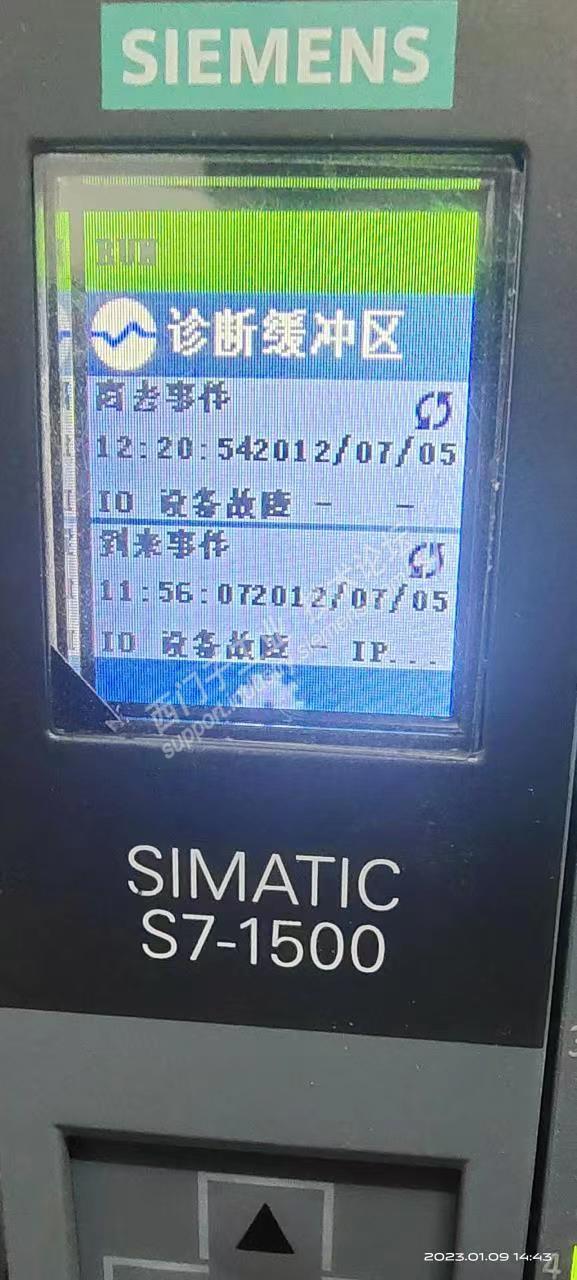 SIEMENS
RUN
诊断缓冲区
离去事件
12:20:542012/07/05
IO 设备故障 - -
到来事件
11:56:072012/07/05
IO 设备故障 - IP...
SIMATIC
S7-1500
2023.01.09 14:43
4